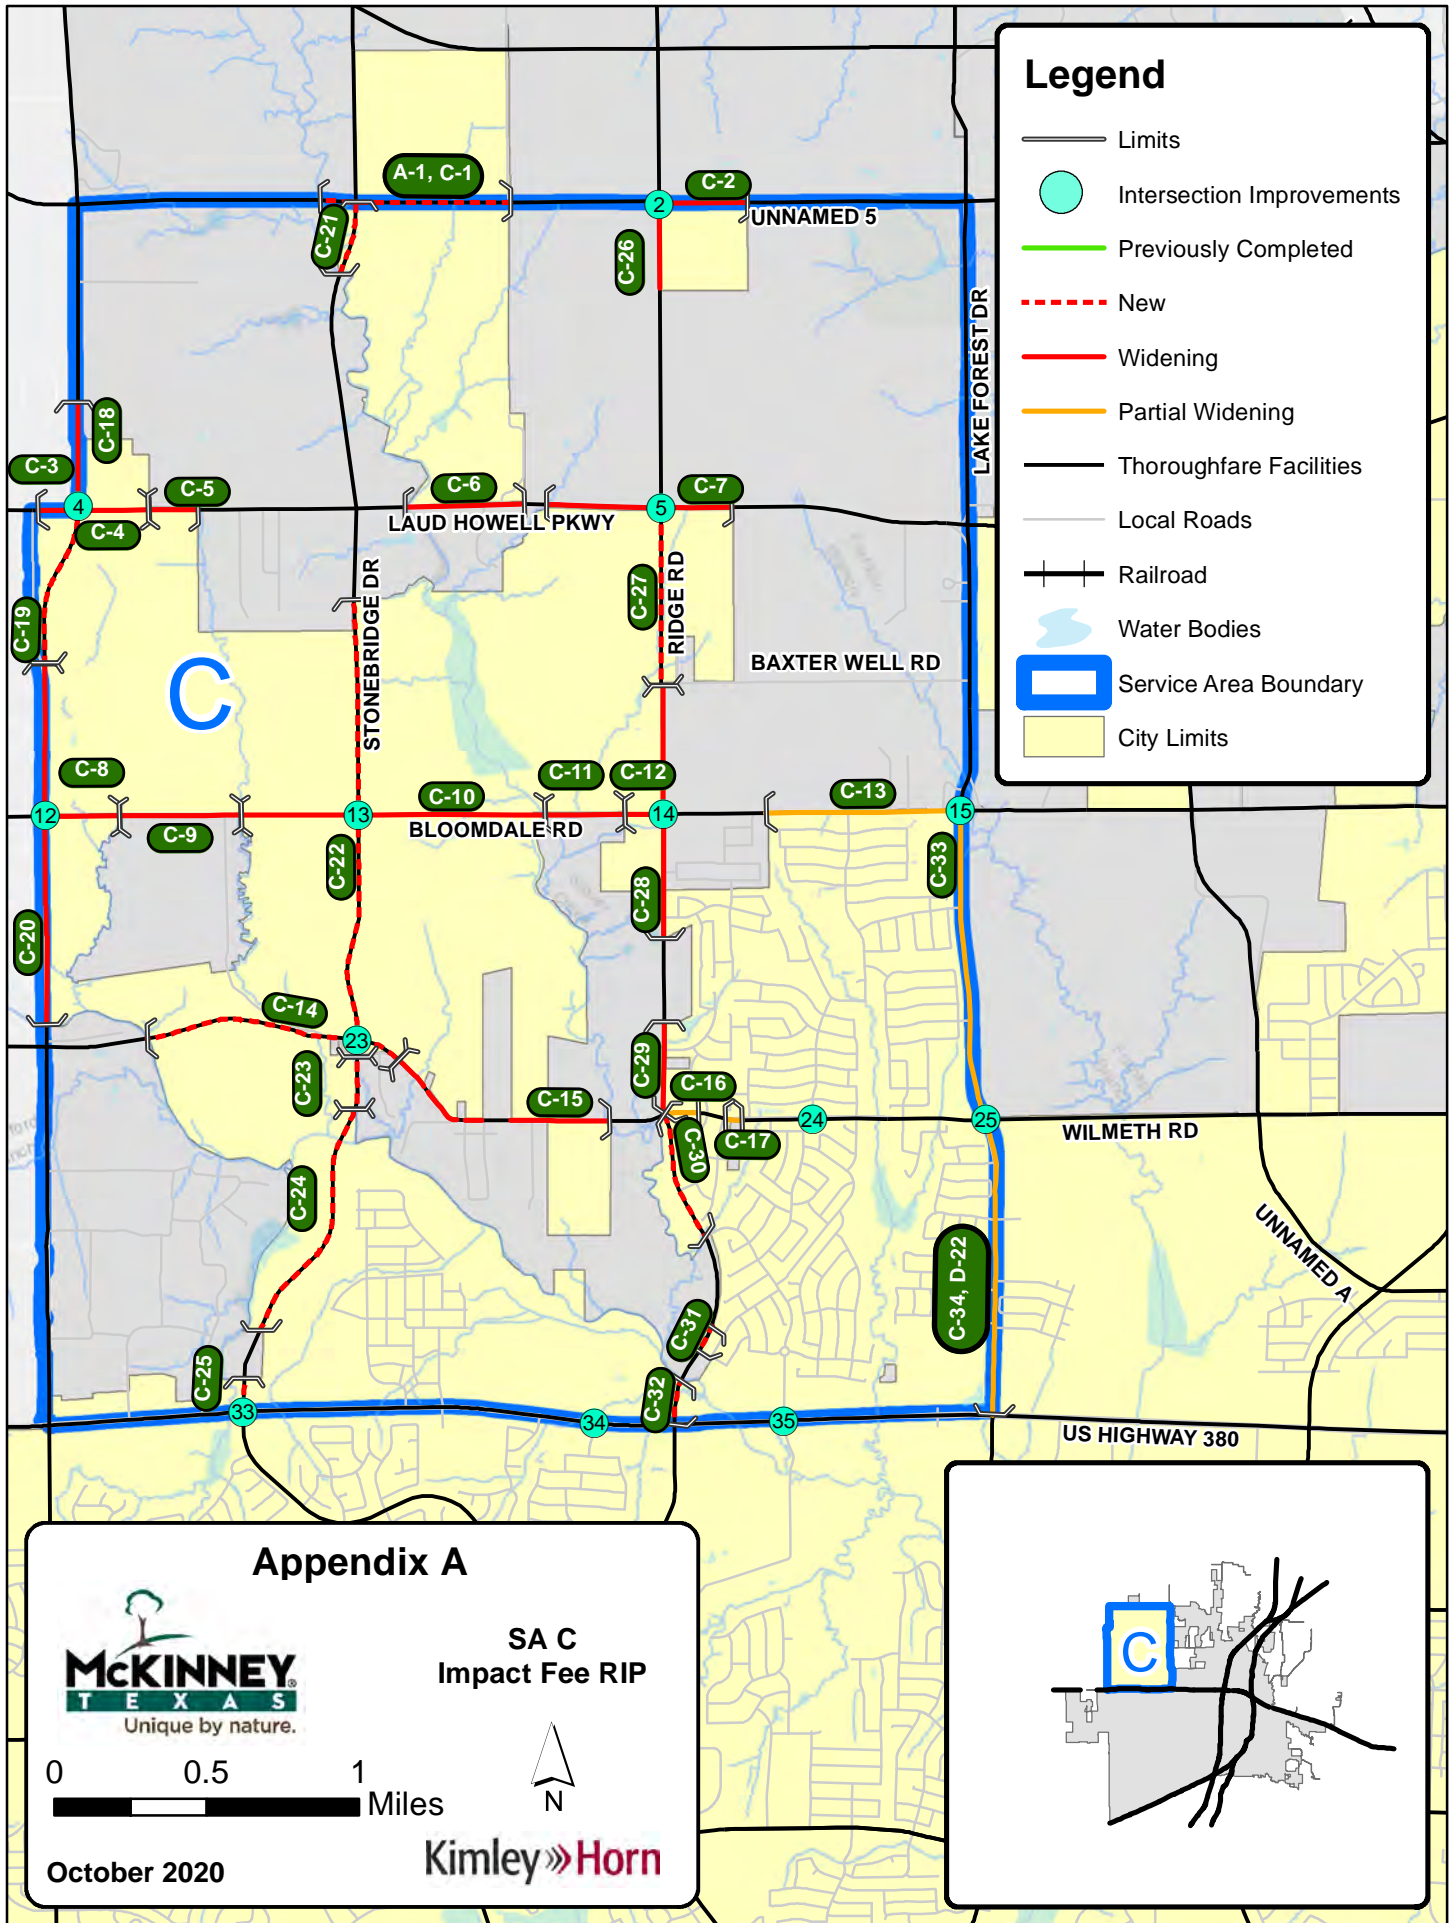 Legend
Limits
Intersection Improvements
Previously Completed
New
Widening
Partial Widening
Thoroughfare Facilities
Local Roads
Railroad
Water Bodies
Service Area Boundary
City Limits
A-1, C-1
C-2
2
UNNAMED 5
C-21
C-26
LAKE FOREST DR
C-18
C-3
4
C-5
C-4
C-6
5
C-7
LAUD HOWELL PKWY
STONEBRIDGE DR
C-27
RIDGE RD
C-19
C
BAXTER WELL RD
C-8
C-9
12
13
C-10
C-11
C-12
14
BLOOMDALE RD
C-13
15
C-22
C-28
C-33
C-20
C-14
23
C-23
C-29
C-15
C-16
C-17
24
25
WILMETH RD
C-30
C-24
C-34, D-22
UNNAMED A
C-31
C-25
C-32
33
34
35
US HIGHWAY 380
Appendix A
McKINNEY®
TEXAS
Unique by nature.
SA C
Impact Fee RIP
0 0.5 1
Miles
N
October 2020
Kimley»Horn
C